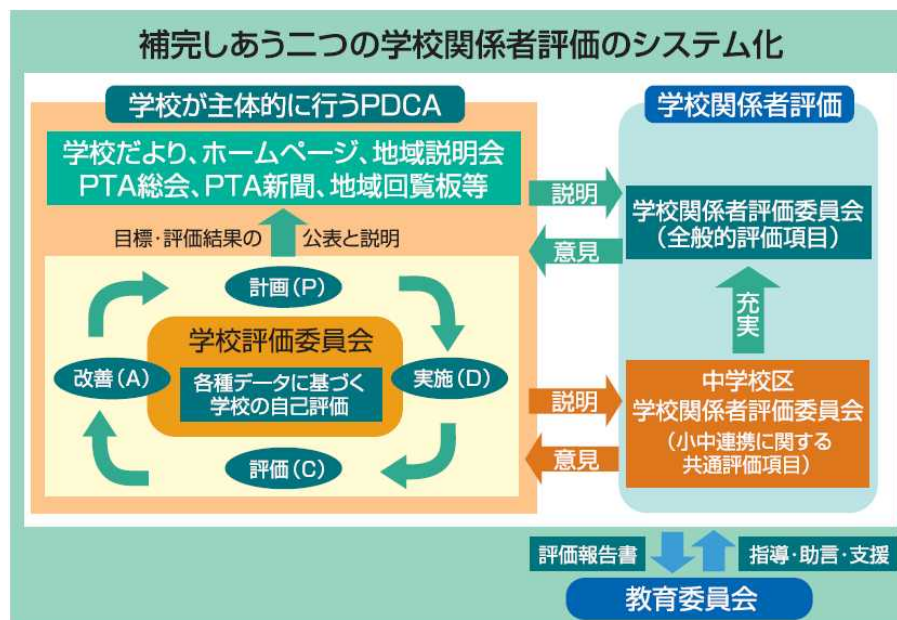 補完しあう二つの学校関係者評価のシステム化
学校が主体的に行うPDCA
学校だより、ホームページ、地域説明会
PTA総会、PTA新聞、地域回覧板等
目標・評価結果の 公表と説明
計画(P)
学校評価委員会
改善(A)
各種データに基づく
学校の自己評価
実施(D)
評価(C)
説明
意見
説明
意見
学校関係者評価
学校関係者評価委員会
(全般的評価項目)
充実
中学校区
学校関係者評価委員会
(小中連携に関する
共通評価項目)
評価報告書
指導・助言・支援
教育委員会